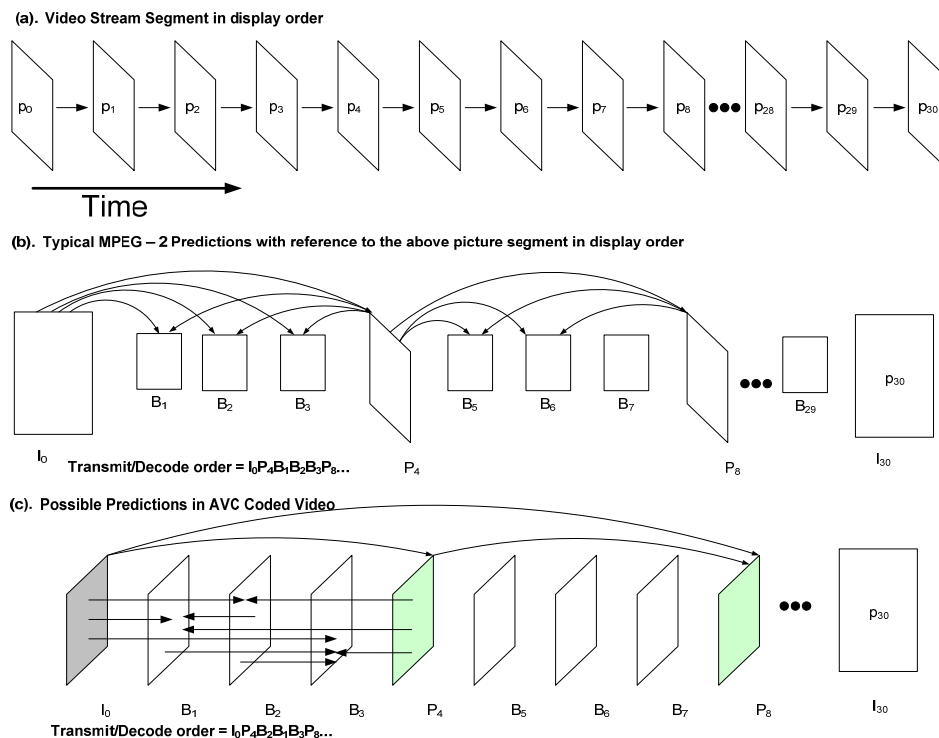 (a). Video Stream Segment in display order
p0 p1 p2 p3 p4 p5 p6 p7 p8 p28 p29 p30
Time
(b). Typical MPEG – 2 Predictions with reference to the above picture segment in display order
p30
B1 B2 B3 B5 B6 B7 B29
I0 P4 P8 I30
Transmit/Decode order = I0P4B1B2B3P8...
(c). Possible Predictions in AVC Coded Video
p30
I0 B1 B2 B3 P4 B5 B6 B7 P8 I30
Transmit/Decode order = I0P4B2B1B3P8...